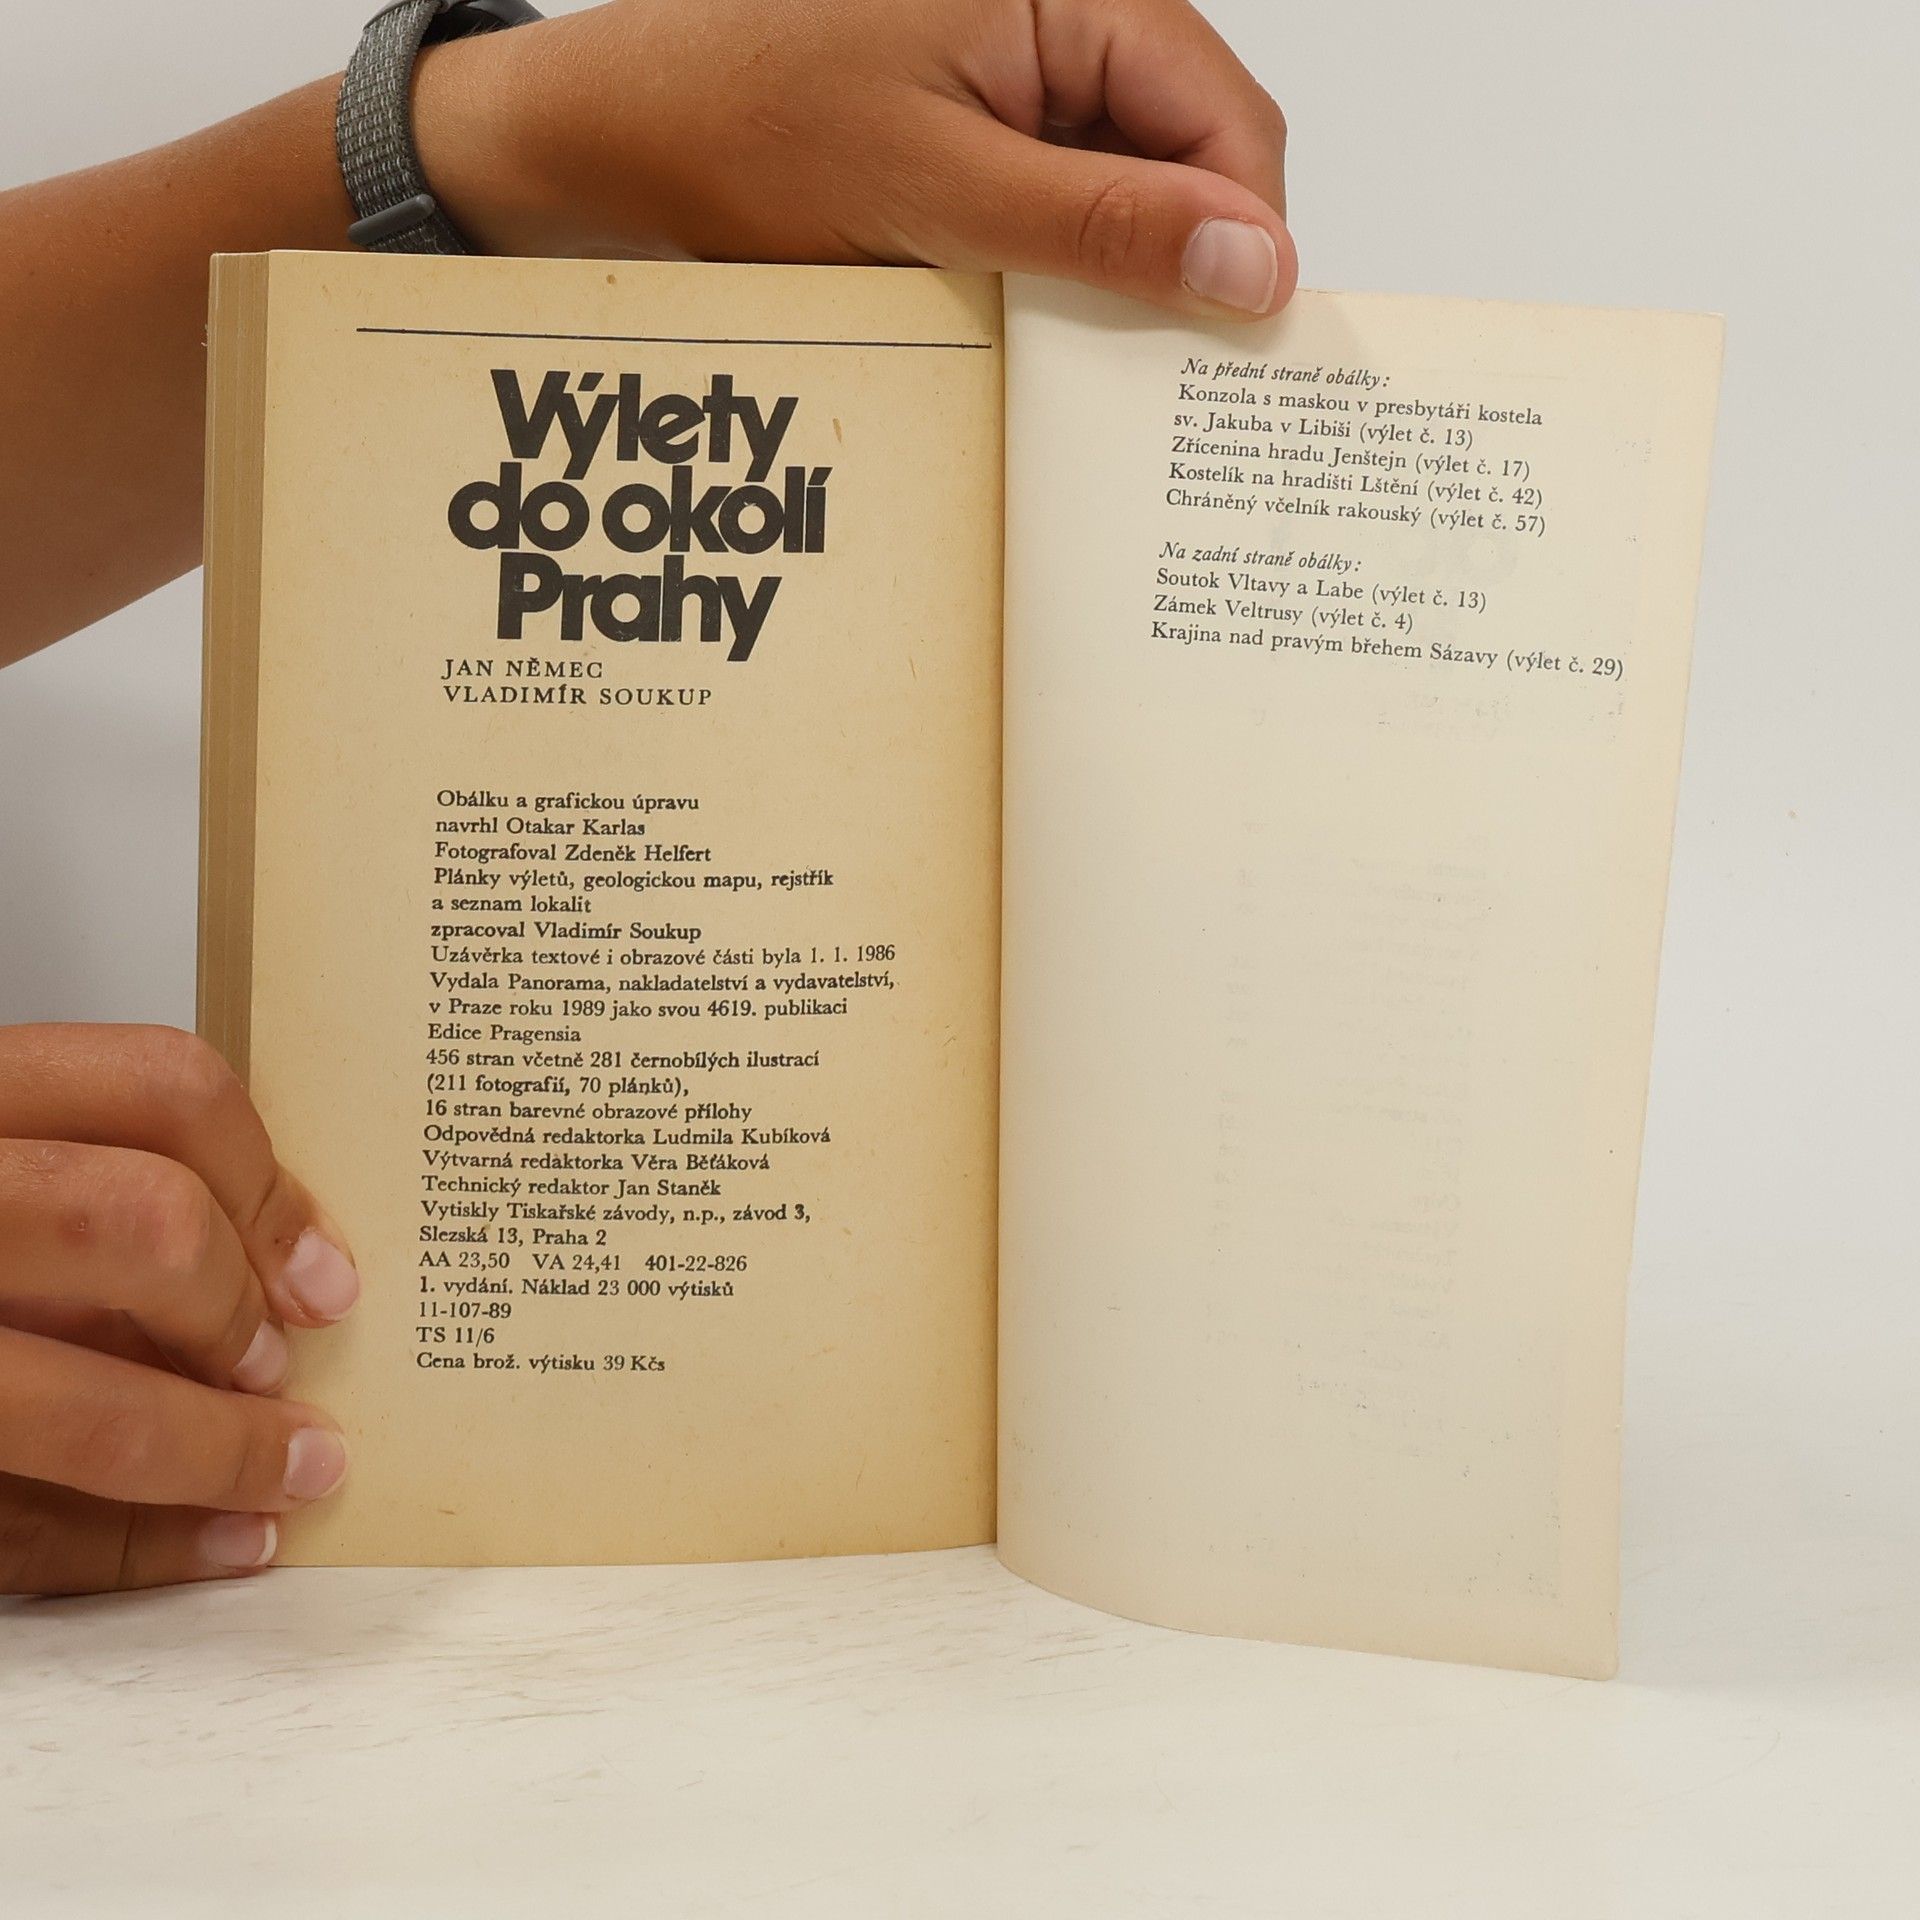 Výlety
do okolí
Prahy
JAN NĚMEC
VLADIMÍR SOUKUP
Obálku a grafickou úpravu
navrhl Otakar Karlas
Fotografoval Zdeněk Helfert
Plánky výletů, geologickou mapu, rejstřík
a seznam lokalit
zpracoval Vladimír Soukup
Uzávěrka textové i obrazové části byla 1. 1. 1986
Vydala Panorama, nakladatelství a vydavatelství,
v Praze roku 1989 jako svou 4619. publikaci
Edice Pragensia
456 stran včetně 281 černobílých ilustrací
(211 fotografií, 70 plánků),
16 stran barevné obrazové přílohy
Odpovědná redaktorka Ludmila Kubíková
Výtvarná redaktorka Věra Běťáková
Technický redaktor Jan Staněk
Vytiskly Tiskařské závody, n.p., závod 3,
Slezská 13, Praha 2
AA 23,50 VA 24,41 401-22-826
1. vydání. Náklad 23 000 výtisků
11-107-89
TS 11/6
Cena brož. výtisku 39 Kčs
Na přední straně obálky:
Konzola s maskou v presbytáři kostela
sv. Jakuba v Libiši (výlet č. 13)
Zřícenina hradu Jenštejn (výlet č. 17)
Kostelík na hradišti Lštění (výlet č. 42)
Chráněný včelník rakouský (výlet č. 57)
Na zadní straně obálky:
Soutok Vltavy a Labe (výlet č. 13)
Zámek Veltrusy (výlet č. 4)
Krajina nad pravým břehem Sázavy (výlet č. 29)